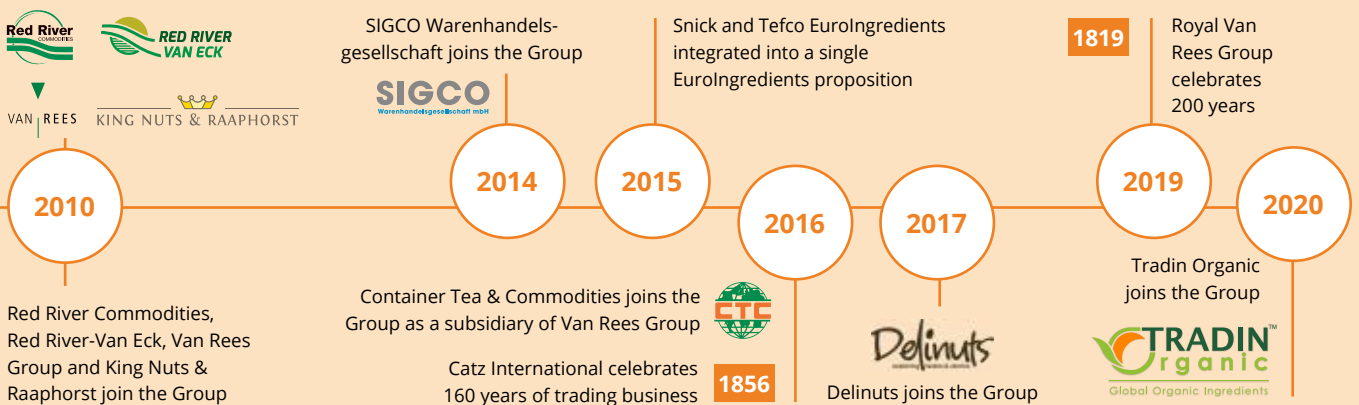 Red River
COMMODITIES
RED RIVER
VAN ECK
VAN REES
KING NUTS & RAAPHORST
2010
Red River Commodities,
Red River-Van Eck, Van Rees
Group and King Nuts &
Raaphorst join the Group
SIGCO Warenhandels-
gesellschaft joins the Group
SIGCO
Warenhandelsgesellschaft mbH
2014
Snick and Tefco EuroIngredients
integrated into a single
EuroIngredients proposition
2015
2016
Container Tea & Commodities joins the
Group as a subsidiary of Van Rees Group
CTC
Catz International celebrates
160 years of trading business
1856
2017
Delinuts
Delinuts joins the Group
1819
Royal Van
Rees Group
celebrates
200 years
2019
2020
Tradin Organic
joins the Group
TRADIN™
Organic
Global Organic Ingredients